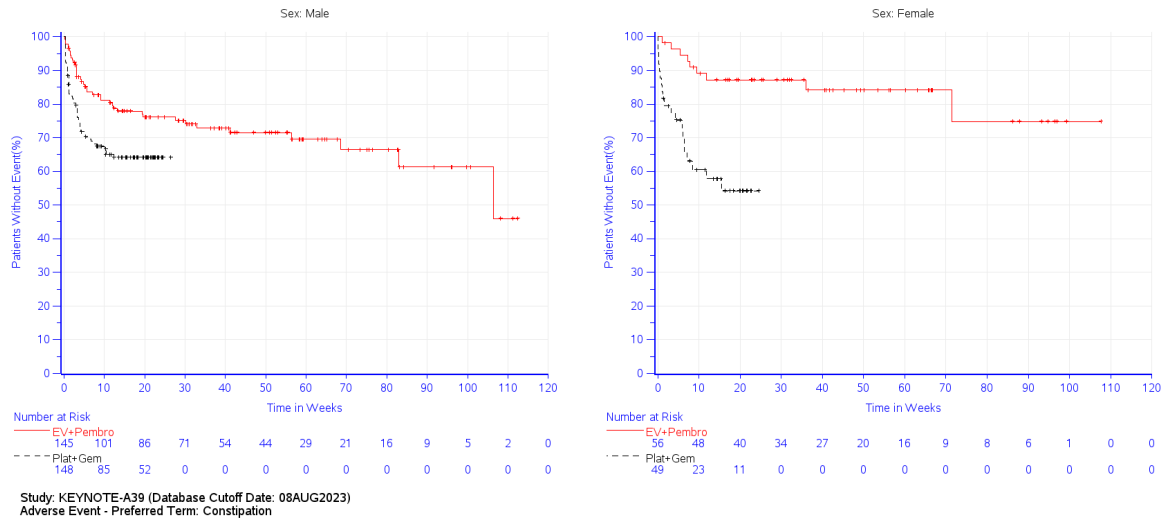 Sex: Male
Patients Without Event(%)
100
90
80
70
60
50
40
30
20
10
0
0 10 20 30 40 50 60 70 80 90 100 110 120
Time in Weeks
Number at Risk
EV+Pembro
145 101 86 71 54 44 29 21 16 9 5 2 0
Plat+Gem
148 85 52 0 0 0 0 0 0 0 0 0 0
Sex: Female
Patients Without Event(%)
100
90
80
70
60
50
40
30
20
10
0
0 10 20 30 40 50 60 70 80 90 100 110 120
Time in Weeks
Number at Risk
EV+Pembro
56 48 40 34 27 20 16 9 8 6 1 0 0
Plat+Gem
49 23 11 0 0 0 0 0 0 0 0 0 0
Study: KEYNOTE-A39 (Database Cutoff Date: 08AUG2023)
Adverse Event - Preferred Term: Constipation